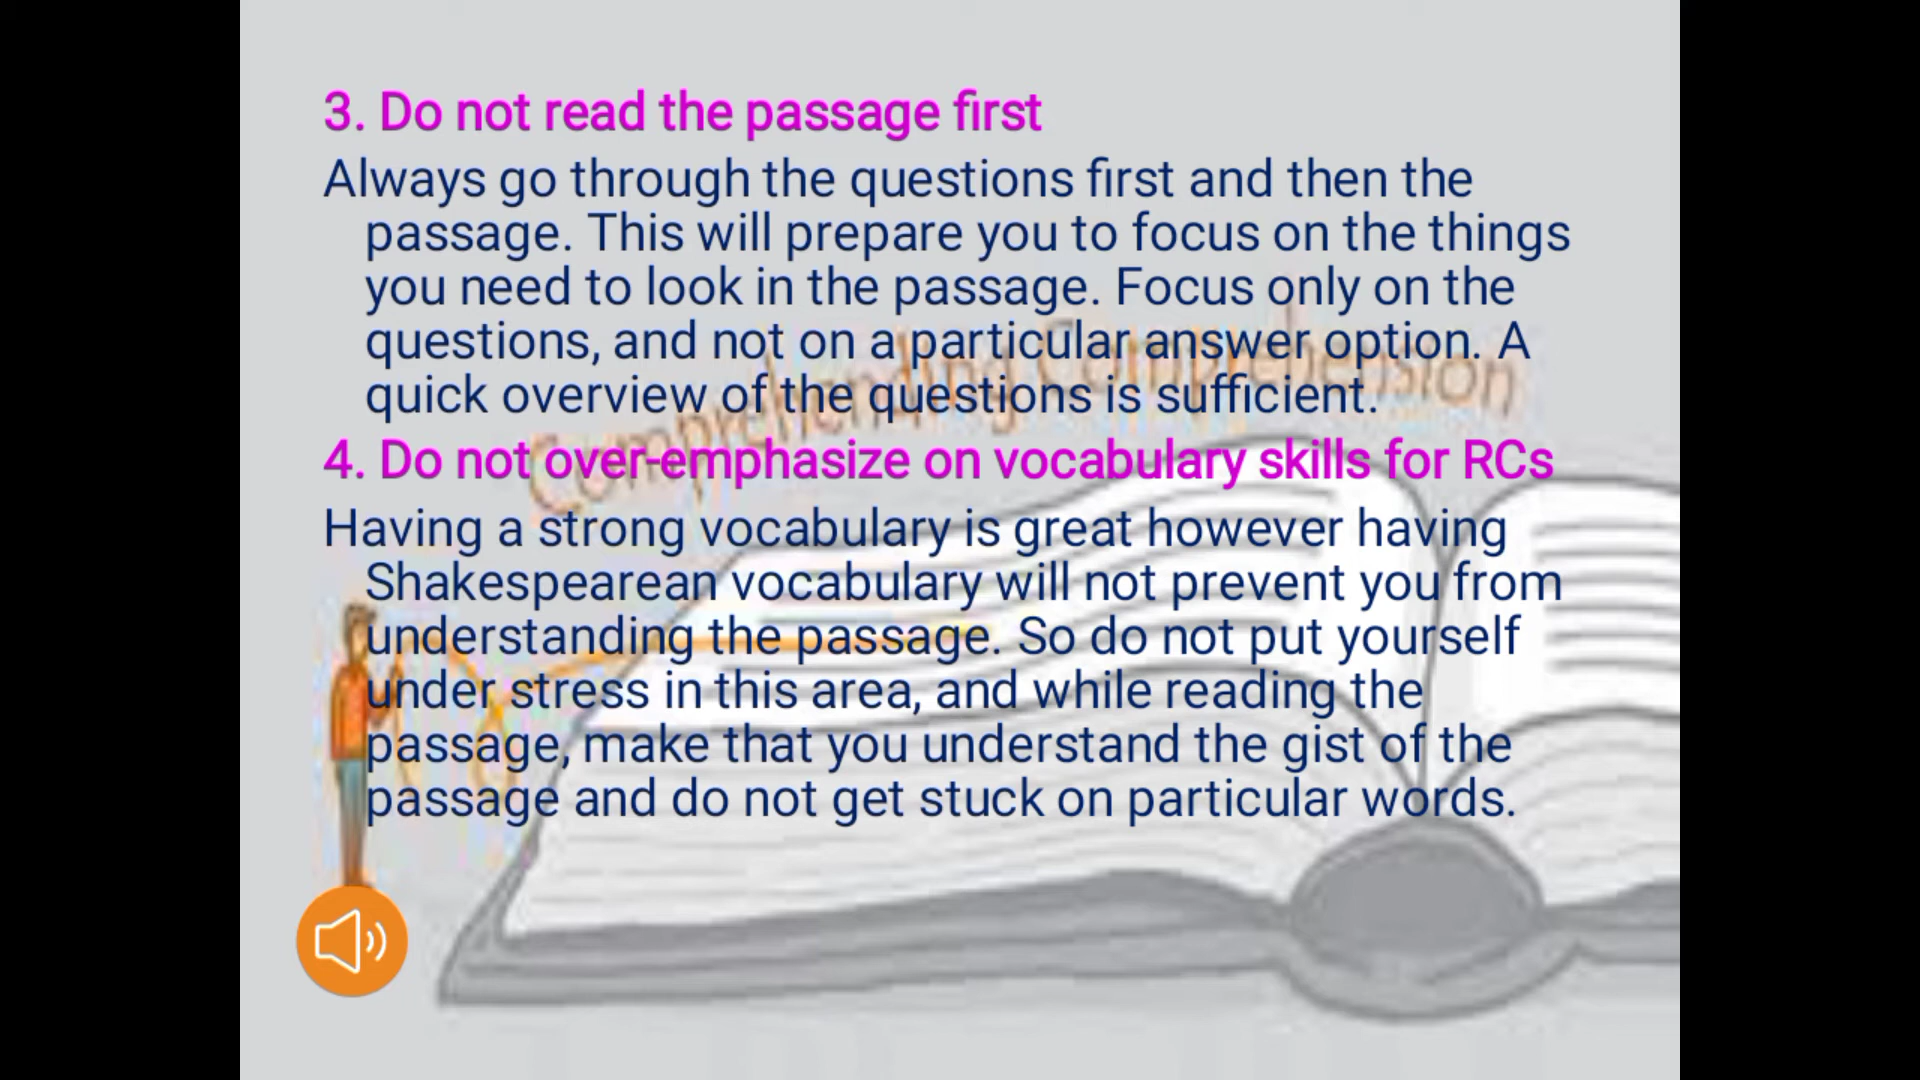 3. Do not read the passage first
Always go through the questions first and then the
passage. This will prepare you to focus on the things
you need to look in the passage. Focus only on the
questions, and not on a particular answer option. A
quick overview of the questions is sufficient.
Comprehending Comprehension
4. Do not over-emphasize on vocabulary skills for RCs
Having a strong vocabulary is great however having
Shakespearean vocabulary will not prevent you from
understanding the passage. So do not put yourself
under stress in this area, and while reading the
passage, make that you understand the gist of the
passage and do not get stuck on particular words.